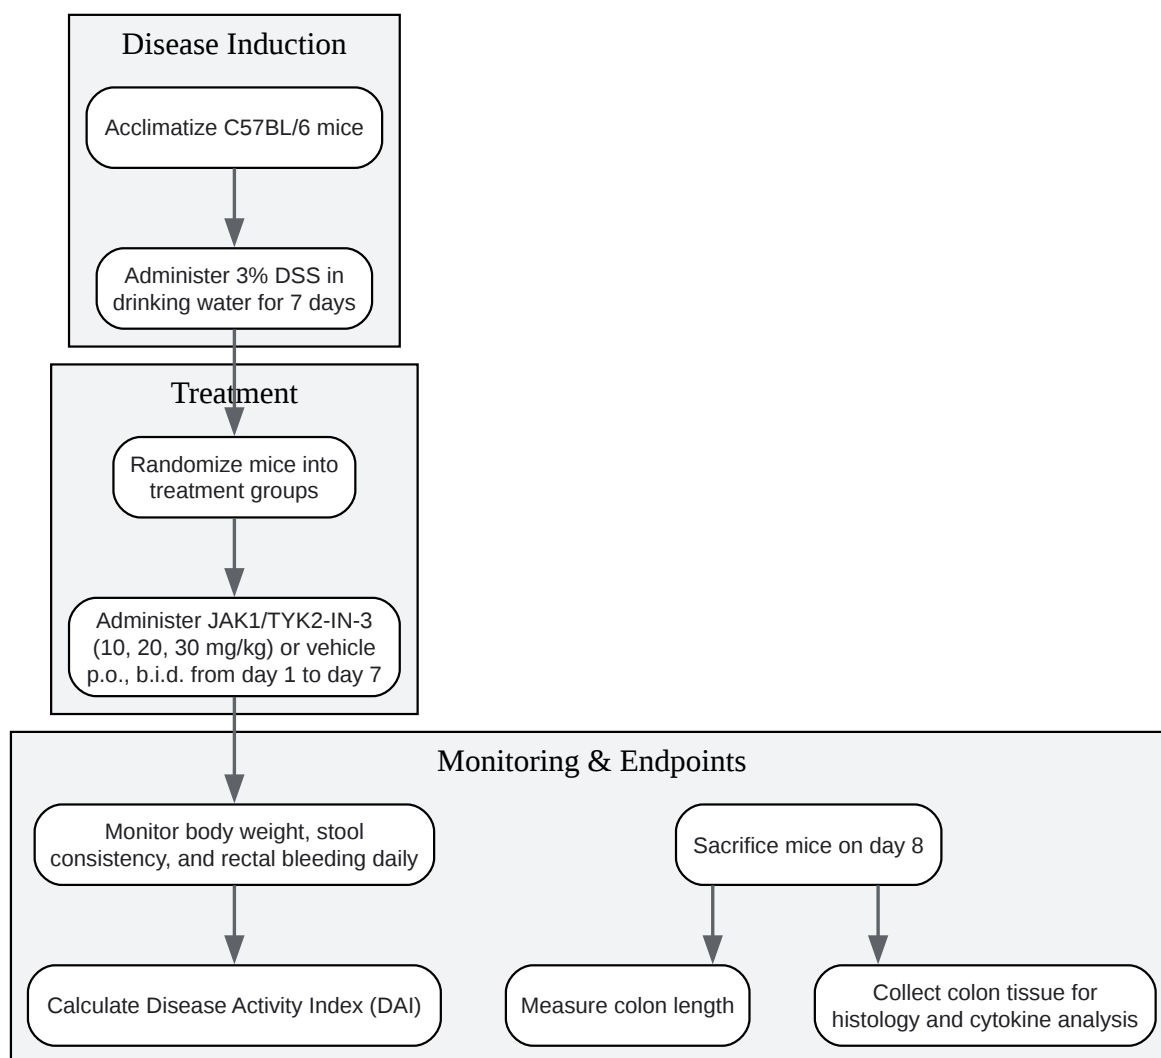 Disease Induction
Acclimatize C57BL/6 mice
Administer 3% DSS in
drinking water for 7 days
Treatment
Randomize mice into
treatment groups
Administer JAK1/TYK2-IN-3
(10, 20, 30 mg/kg) or vehicle
p.o., b.i.d. from day 1 to day 7
Monitoring & Endpoints
Monitor body weight, stool
consistency, and rectal bleeding daily
Sacrifice mice on day 8
Calculate Disease Activity Index (DAI)
Measure colon length
Collect colon tissue for
histology and cytokine analysis